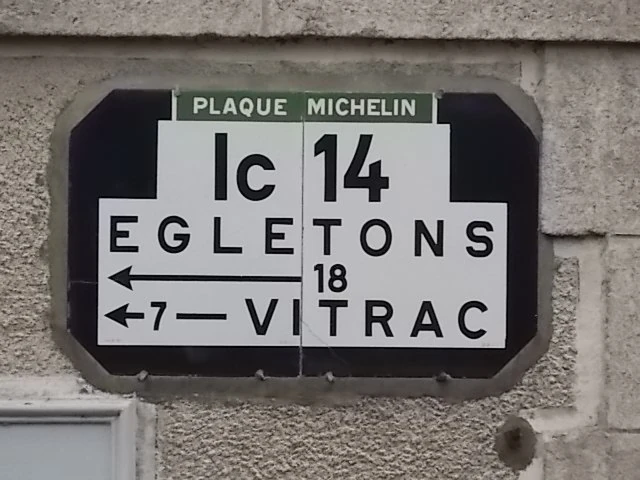 PLAQUE MICHELIN
Ic 14
EGLETONS
18
7 VITRAC